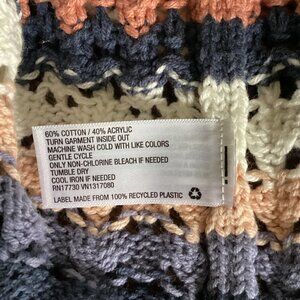 60% COTTON / 40% ACRYLIC
TURN GARMENT INSIDE OUT
MACHINE WASH COLD WITH LIKE COLORS
GENTLE CYCLE
ONLY NON-CHLORINE BLEACH IF NEEDED
TUMBLE DRY
COOL IRON IF NEEDED
RN17730 VN1317080
LABEL MADE FROM 100% RECYCLED PLASTIC